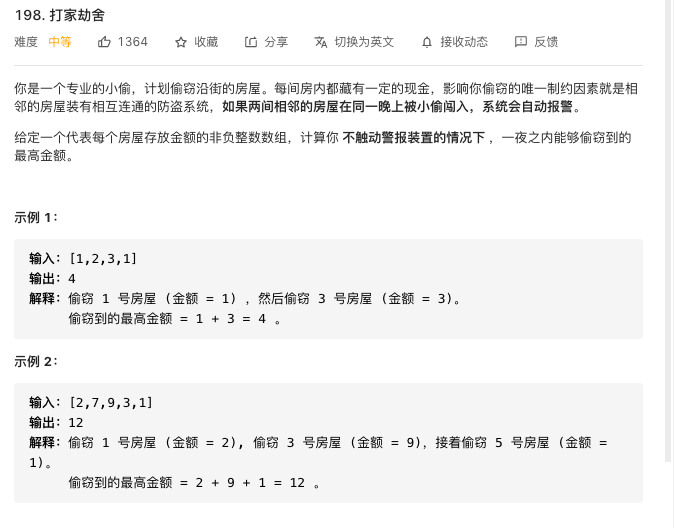 198. 打家劫舍
难度 中等 1364 收藏 分享 切换为英文 接收动态 反馈
你是一个专业的小偷，计划偷窃沿街的房屋。每间房内都藏有一定的现金，影响你偷窃的唯一制约因素就是相
邻的房屋装有相互连通的防盗系统，如果两间相邻的房屋在同一晚上被小偷闯入，系统会自动报警。
给定一个代表每个房屋存放金额的非负整数数组，计算你 不触动警报装置的情况下 ，一夜之内能够偷窃到的
最高金额。
示例 1：
输入：[1,2,3,1]
输出：4
解释：偷窃 1 号房屋 (金额 = 1) ，然后偷窃 3 号房屋 (金额 = 3)。
偷窃到的最高金额 = 1 + 3 = 4 。
示例 2：
输入：[2,7,9,3,1]
输出：12
解释：偷窃 1 号房屋 (金额 = 2), 偷窃 3 号房屋 (金额 = 9)，接着偷窃 5 号房屋 (金额 =
1)。
偷窃到的最高金额 = 2 + 9 + 1 = 12 。